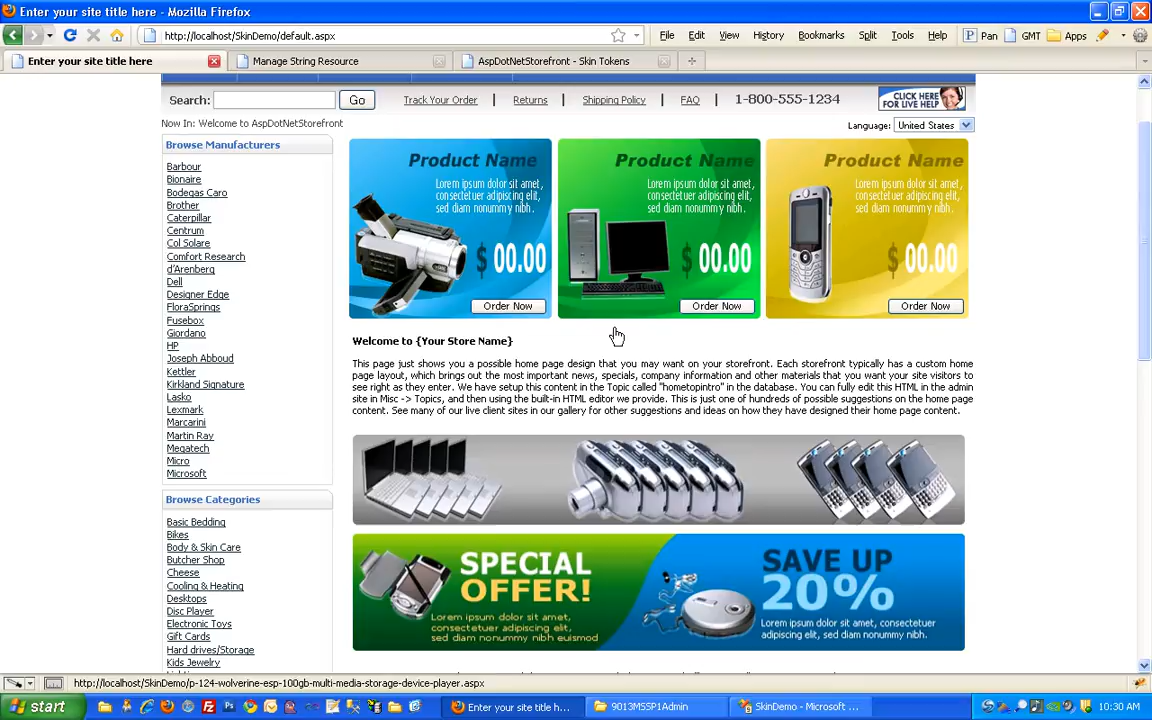 Enter your site title here - Mozilla Firefox
http://localhost/SkinDemo/default.aspx
File Edit View History Bookmarks Split Tools Help Pan GMT Apps
Enter your site title here
Manage String Resource
AspDotNetStorefront - Skin Tokens
Search: Go Track Your Order | Returns | Shipping Policy | FAQ | 1-800-555-1234
CLICK HERE
FOR LIVE HELP
Now In: Welcome to AspDotNetStorefront
Language: United States
Browse Manufacturers
Barbour
Bionaire
Bodegas Caro
Brother
Caterpillar
Centrum
Col Solare
Comfort Research
d'Arenberg
Dell
Designer Edge
FloraSprings
Fusebox
Giordano
HP
Joseph Abboud
Kettler
Kirkland Signature
Lasko
Lexmark
Marcarini
Martin Ray
Megatech
Micro
Microsoft
Browse Categories
Basic Bedding
Bikes
Body & Skin Care
Butcher Shop
Cheese
Cooling & Heating
Desktops
Disc Player
Electronic Toys
Gift Cards
Hard drives/Storage
Kids Jewelry
Product Name
Lorem ipsum dolor sit amet,
consectetuer adipiscing elit,
sed diam nonummy nibh.
$ 00.00
Order Now
Product Name
Lorem ipsum dolor sit amet,
consectetuer adipiscing elit,
sed diam nonummy nibh.
$ 00.00
Order Now
Product Name
Lorem ipsum dolor sit amet,
consectetuer adipiscing elit,
sed diam nonummy nibh.
$ 00.00
Order Now
Welcome to {Your Store Name}
This page just shows you a possible home page design that you may want on your storefront. Each storefront typically has a custom home
page layout, which brings out the most important news, specials, company information and other materials that you want your site visitors to
see right as they enter. We have setup this content in the Topic called "hometopintro" in the database. You can fully edit this HTML in the admin
site in Misc -> Topics, and then using the built-in HTML editor we provide. This is just one of hundreds of possible suggestions on the home page
content. See many of our live client sites in our gallery for other suggestions and ideas on how they have designed their home page content.
SPECIAL
OFFER!
Lorem ipsum dolor sit amet,
consectetuer adipiscing elit,
sed diam nonummy nibh euismod
SAVE UP
20%
Lorem ipsum dolor sit amet, consectetuer
adipiscing elit, sed diam nonummy nibh.
http://localhost/SkinDemo/p-124-wolverine-esp-100gb-multi-media-storage-device-player.aspx
start
Enter your site title h...
9013MSSP1Admin
SkinDemo - Microsoft ...
10:30 AM